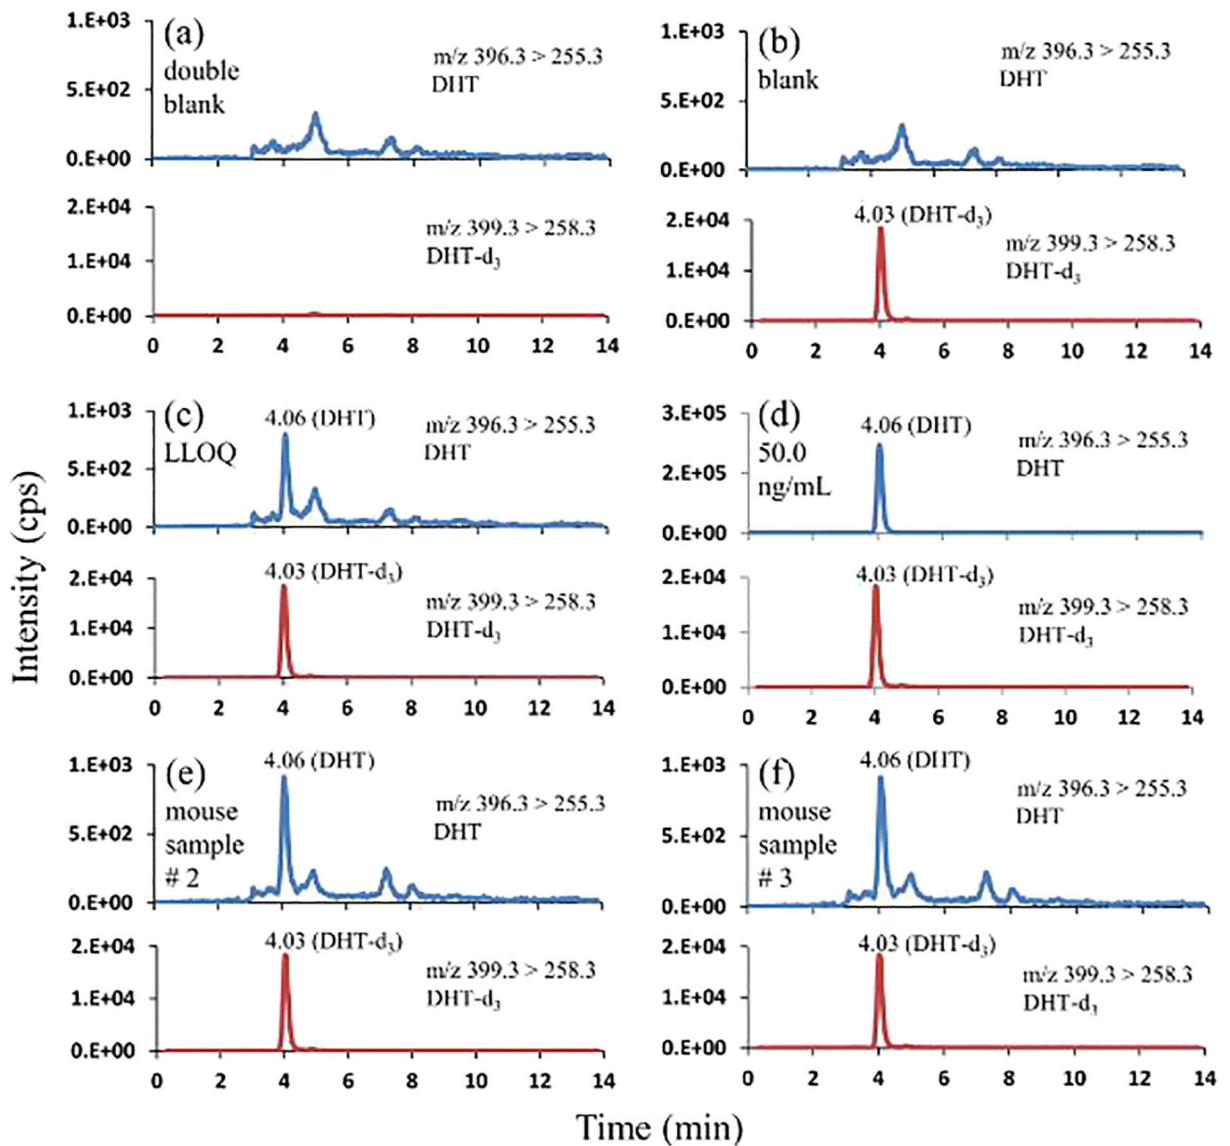 Intensity (cps)
(a)
double
blank
m/z 396.3 > 255.3
DHT
1.E+03
5.E+02
0.E+00
m/z 399.3 > 258.3
DHT-d3
2.E+04
1.E+04
0.E+00
0 2 4 6 8 10 12 14
(b)
blank
m/z 396.3 > 255.3
DHT
1.E+03
5.E+02
0.E+00
4.03 (DHT-d3)
m/z 399.3 > 258.3
DHT-d3
2.E+04
1.E+04
0.E+00
0 2 4 6 8 10 12 14
(c)
LLOQ
4.06 (DHT)
m/z 396.3 > 255.3
DHT
1.E+03
5.E+02
0.E+00
4.03 (DHT-d3)
m/z 399.3 > 258.3
DHT-d3
2.E+04
1.E+04
0.E+00
0 2 4 6 8 10 12 14
(d)
50.0
ng/mL
4.06 (DHT)
m/z 396.3 > 255.3
DHT
3.E+05
2.E+05
0.E+00
4.03 (DHT-d3)
m/z 399.3 > 258.3
DHT-d3
2.E+04
1.E+04
0.E+00
0 2 4 6 8 10 12 14
(e)
mouse
sample
# 2
4.06 (DHT)
m/z 396.3 > 255.3
DHT
1.E+03
5.E+02
0.E+00
4.03 (DHT-d3)
m/z 399.3 > 258.3
DHT-d3
2.E+04
1.E+04
0.E+00
0 2 4 6 8 10 12 14
(f)
mouse
sample
# 3
4.06 (DHT)
m/z 396.3 > 255.3
DHT
1.E+03
5.E+02
0.E+00
4.03 (DHT-d3)
m/z 399.3 > 258.3
DHT-d3
2.E+04
1.E+04
0.E+00
0 2 4 6 8 10 12 14
Time (min)